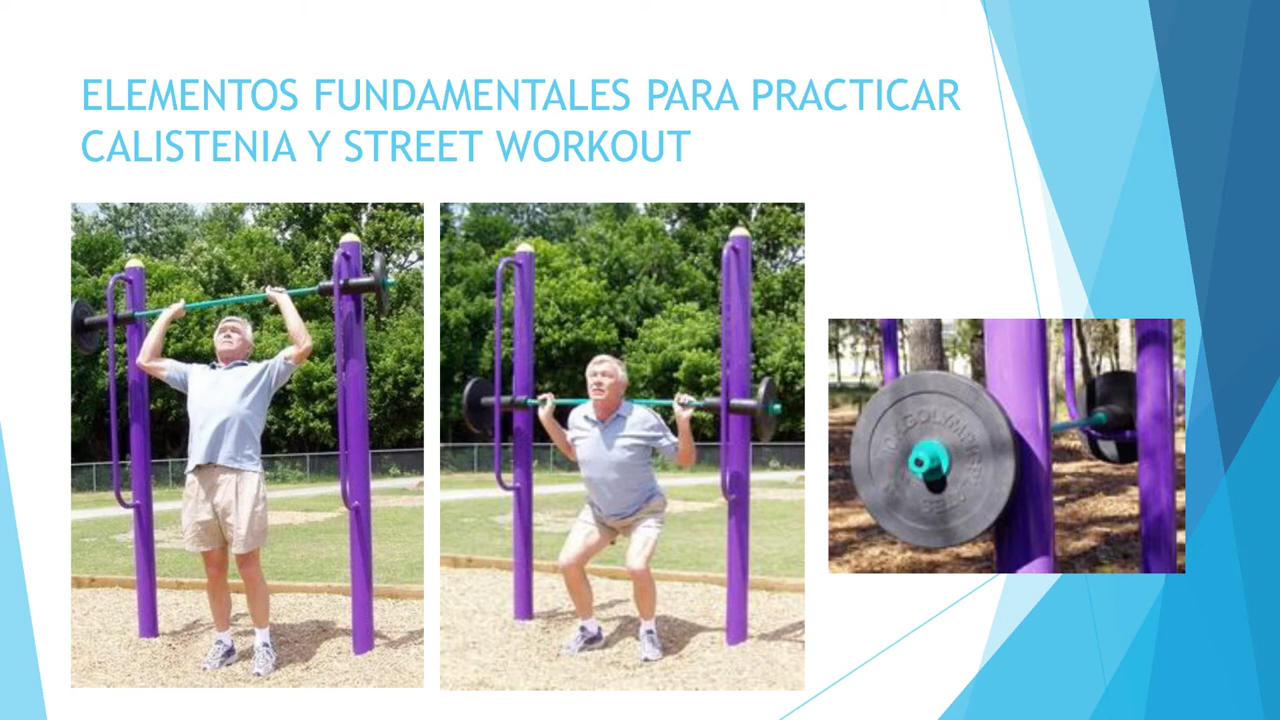 ELEMENTOS FUNDAMENTALES PARA PRACTICAR
CALISTENIA Y STREET WORKOUT